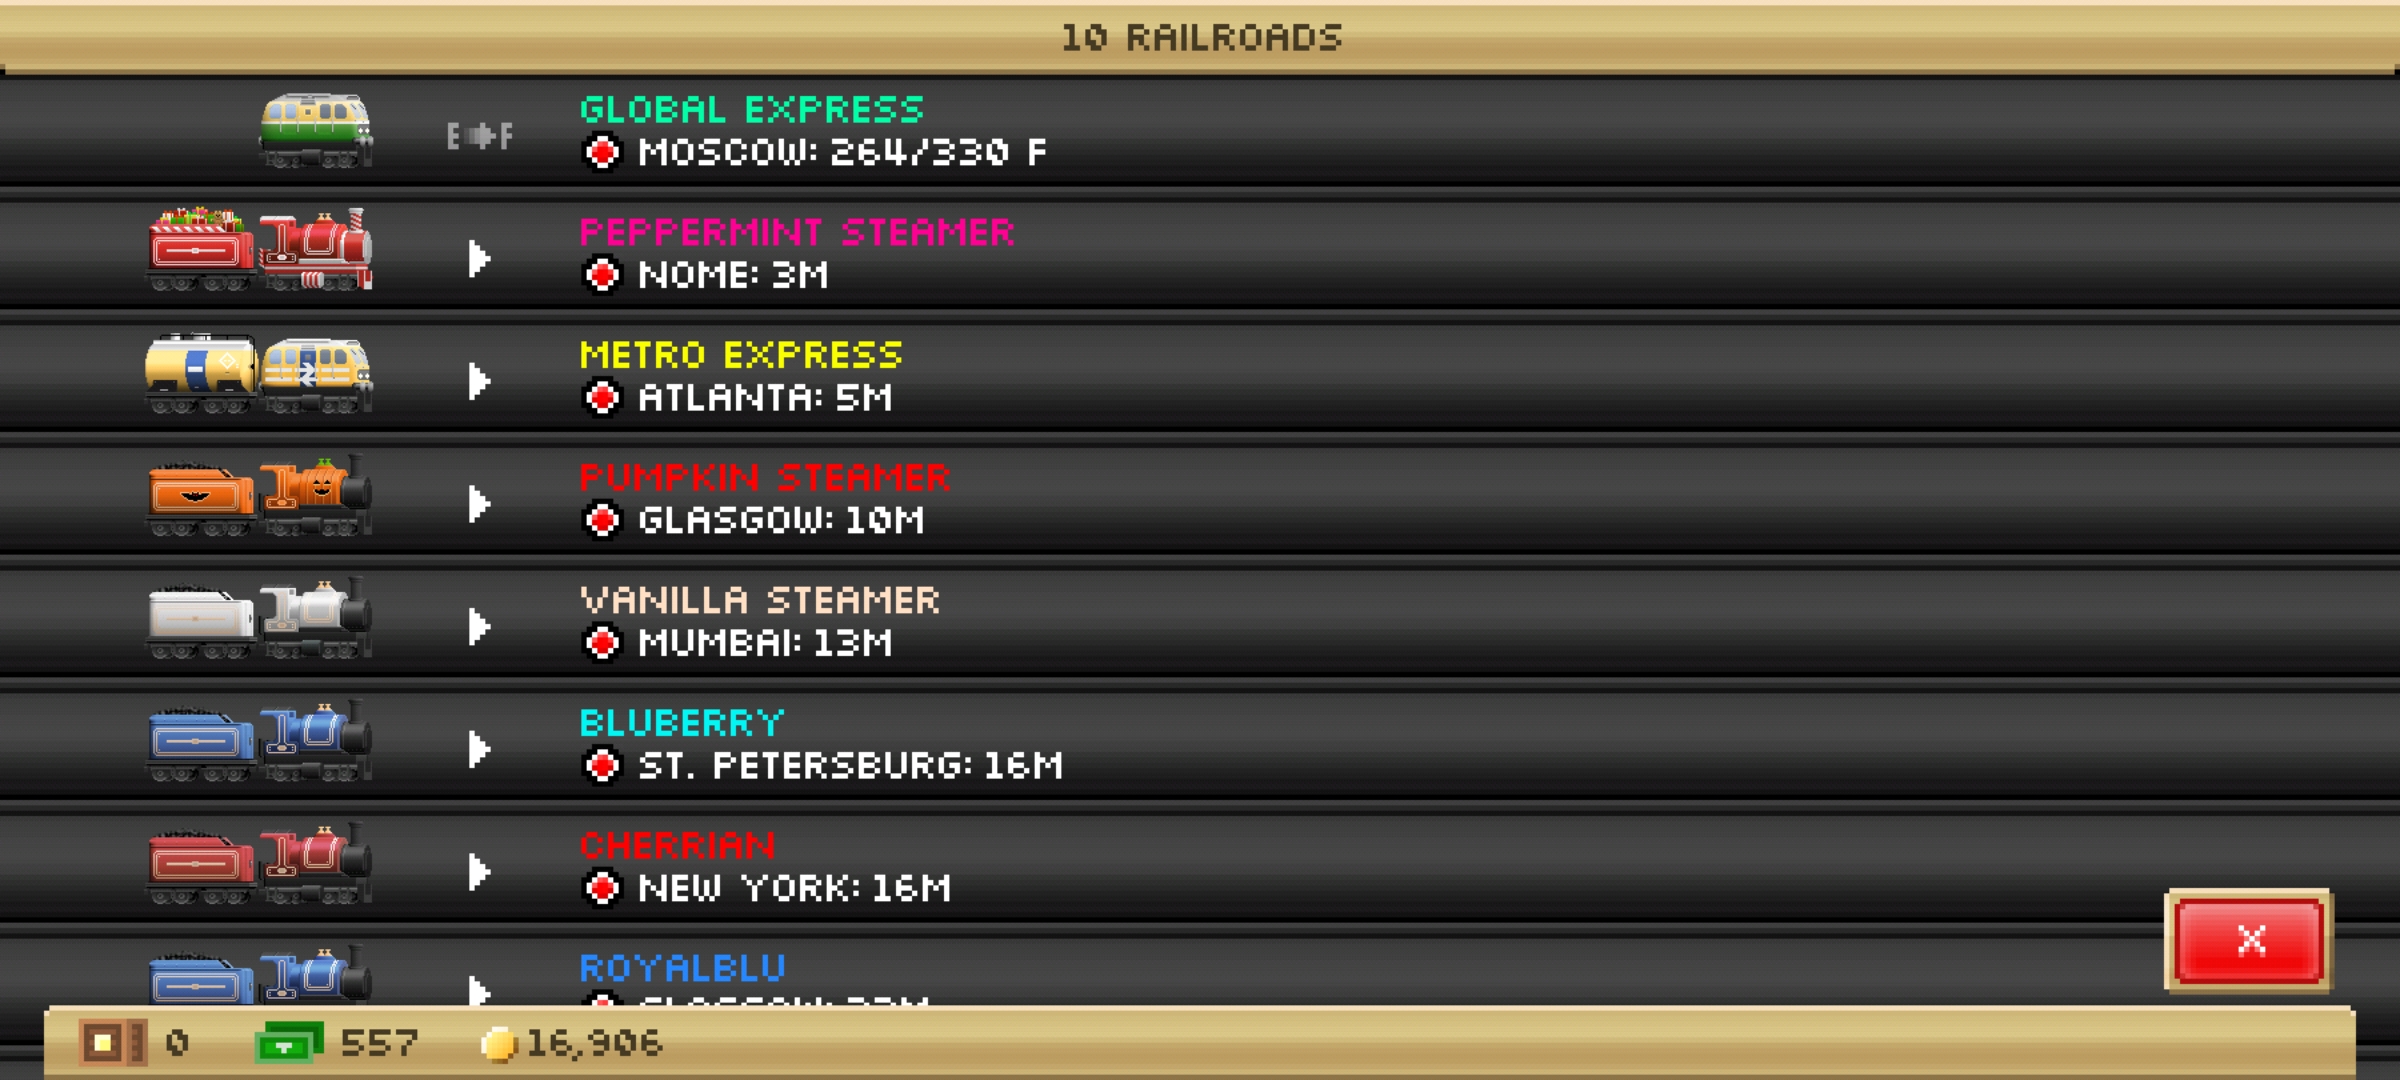 10 RAILROADS
GLOBAL EXPRESS
E F
MOSCOW: 264/330 F
PEPPERMINT STEAMER
NOME: 3M
METRO EXPRESS
ATLANTA: 5M
PUMPKIN STEAMER
GLASGOW: 10M
VANILLA STEAMER
MUMBAI: 13M
BLUBERRY
ST. PETERSBURG: 16M
CHERRIAN
NEW YORK: 16M
X
ROYALBLU
0 557 16,906